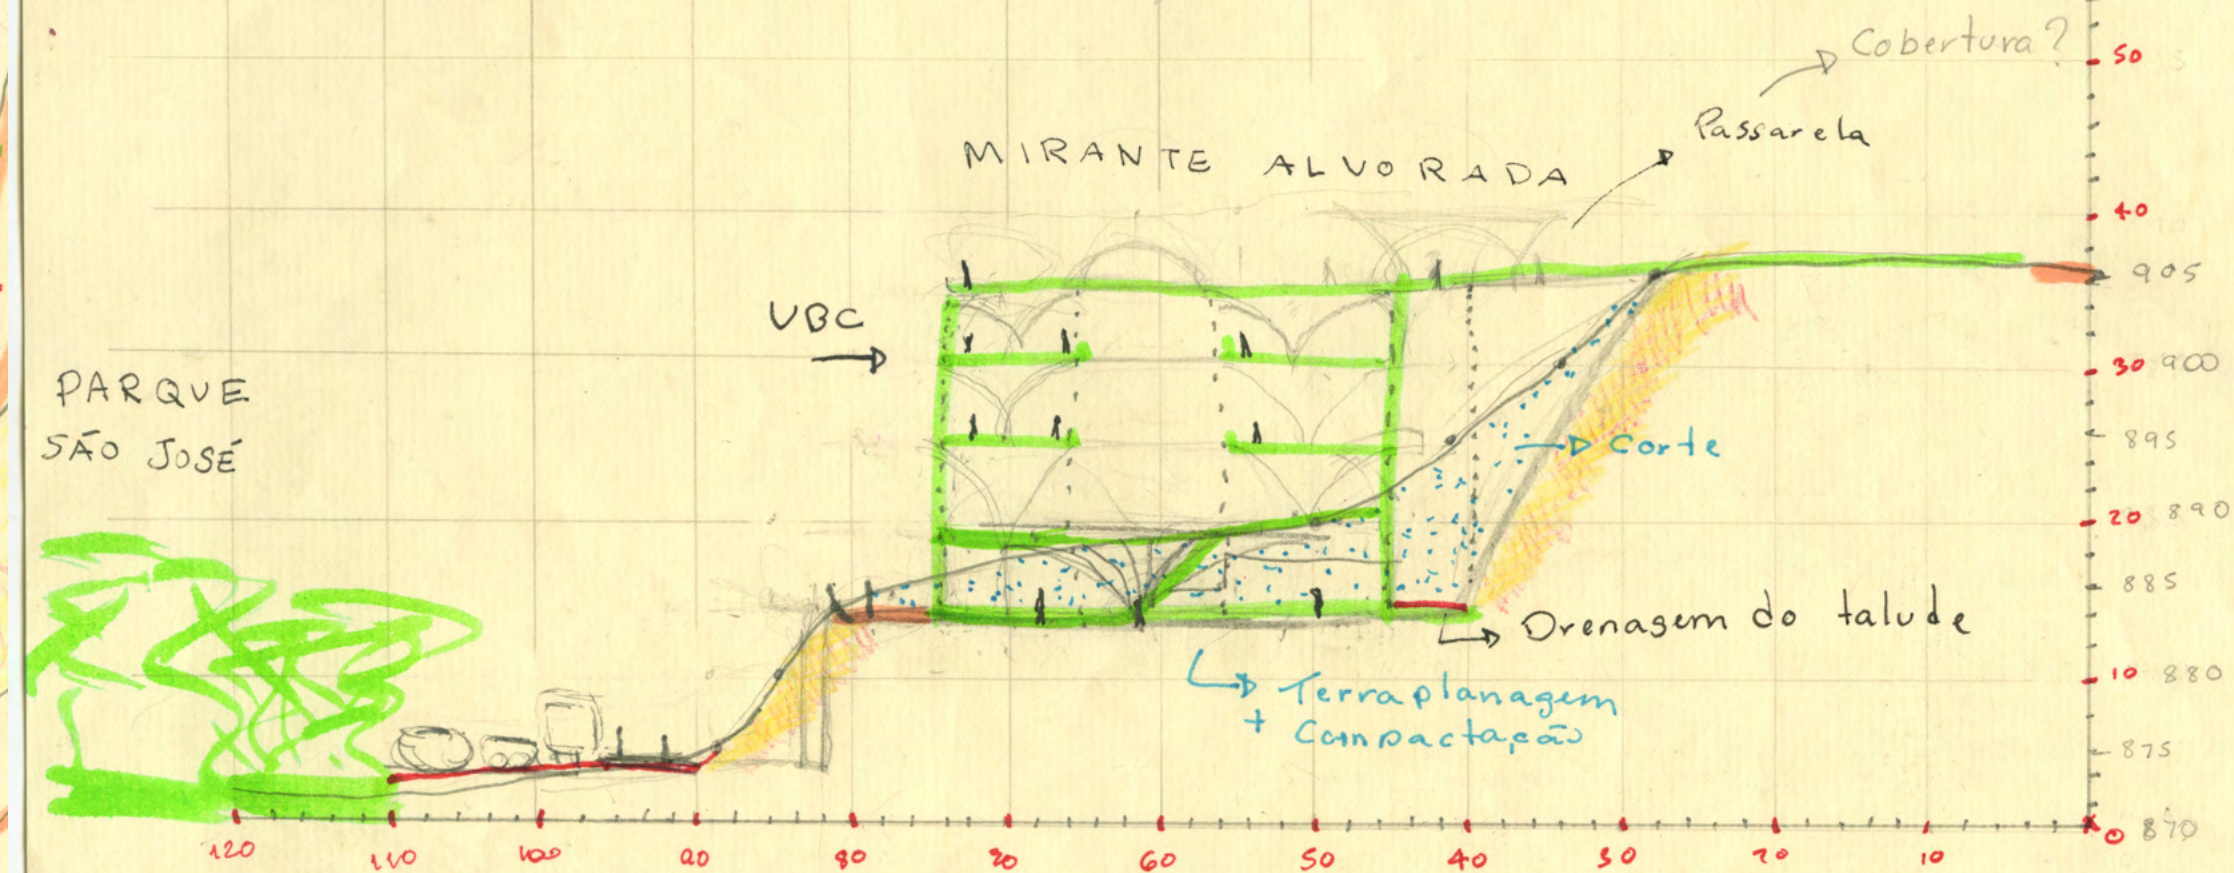 Cobertura?
Passarela
MIRANTE ALVORADA
UBC
PARQUE
SÃO JOSÉ
Corte
Drenagem do talude
Terraplanagem
+ Compactação
50
40
905
30 900
895
20 890
885
10 880
875
0 870
120 110 100 90 80 70 60 50 40 30 20 10